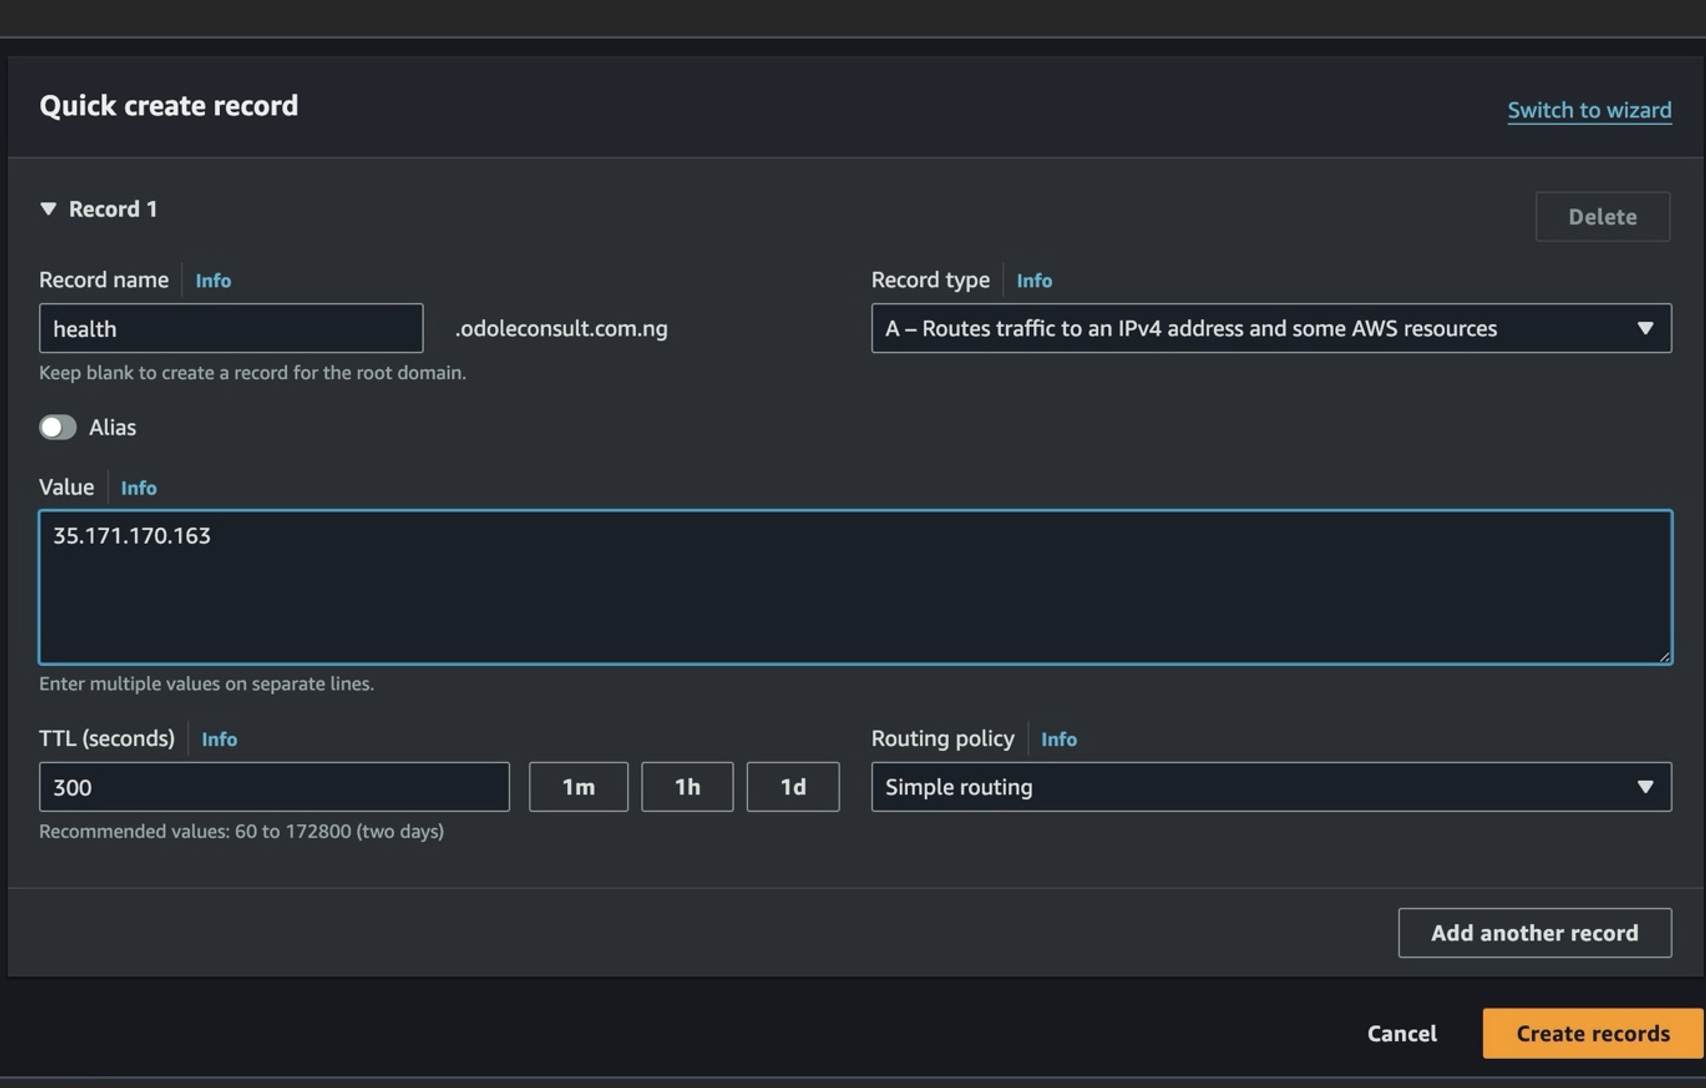 Quick create record
Switch to wizard
Record 1
Delete
Record name Info
Record type Info
health .odoleconsult.com.ng
A – Routes traffic to an IPv4 address and some AWS resources
Keep blank to create a record for the root domain.
Alias
Value Info
35.171.170.163
Enter multiple values on separate lines.
TTL (seconds) Info
Routing policy Info
300 1m 1h 1d
Simple routing
Recommended values: 60 to 172800 (two days)
Add another record
Cancel Create records